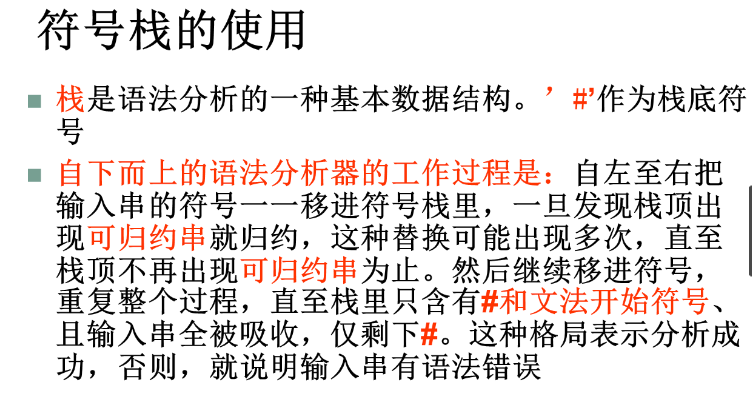 符号栈的使用
栈是语法分析的一种基本数据结构。’#’作为栈底符
号
自下而上的语法分析器的工作过程是：自左至右把
输入串的符号一一移进符号栈里，一旦发现栈顶出
现可归约串就归约，这种替换可能出现多次，直至
栈顶不再出现可归约串为止。然后继续移进符号，
重复整个过程，直至栈里只含有#和文法开始符号、
且输入串全被吸收，仅剩下#。这种格局表示分析成
功，否则，就说明输入串有语法错误